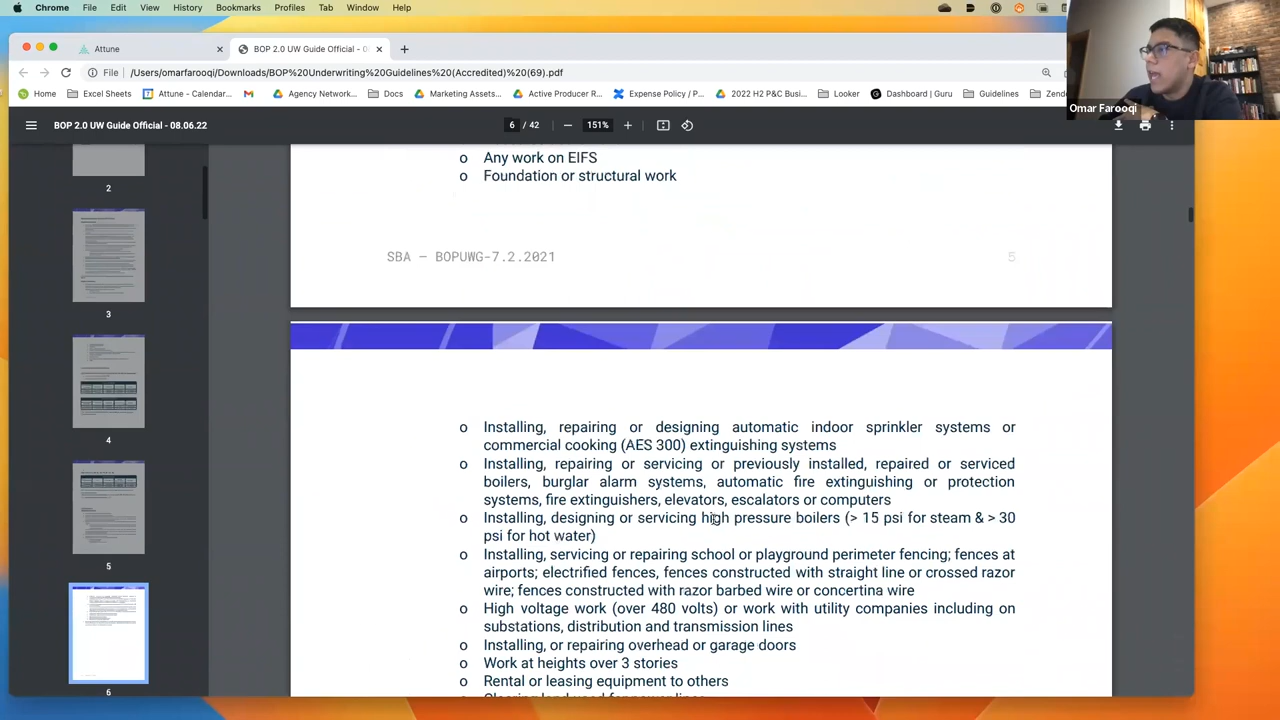 Chrome File Edit View History Bookmarks Profiles Tab Window Help
Attune
BOP 2.0 UW Guide Official - 0
File /Users/omarfarooqi/Downloads/BOP%20Underwriting%20Guidelines%20(Accredited)%20(69).pdf
Home Excel Sheets Attune - Calendar... Agency Network... Docs Marketing Assets... Active Producer R... Expense Policy / P... 2022 H2 P&C Busi... Looker Dashboard | Guru Guidelines Zend
Omar Farooqi
BOP 2.0 UW Guide Official - 08.06.22
6 / 42
151%
2
3
4
5
6
o Any work on EIFS
o Foundation or structural work
SBA – BOPUWG-7.2.2021 5
o Installing, repairing or designing automatic indoor sprinkler systems or
commercial cooking (AES 300) extinguishing systems
o Installing, repairing or servicing or previously installed, repaired or serviced
boilers, burglar alarm systems, automatic fire extinguishing or protection
systems, fire extinguishers, elevators, escalators or computers
o Installing, designing or servicing high pressure boilers (> 15 psi for steam & > 30
psi for hot water)
o Installing, servicing or repairing school or playground perimeter fencing; fences at
airports; electrified fences, fences constructed with straight line or crossed razor
wire; fences constructed with razor barbed wire or concertina wire
o High voltage work (over 480 volts) or work with utility companies including on
substations, distribution and transmission lines
o Installing, or repairing overhead or garage doors
o Work at heights over 3 stories
o Rental or leasing equipment to others
o Clearing land used for power lines